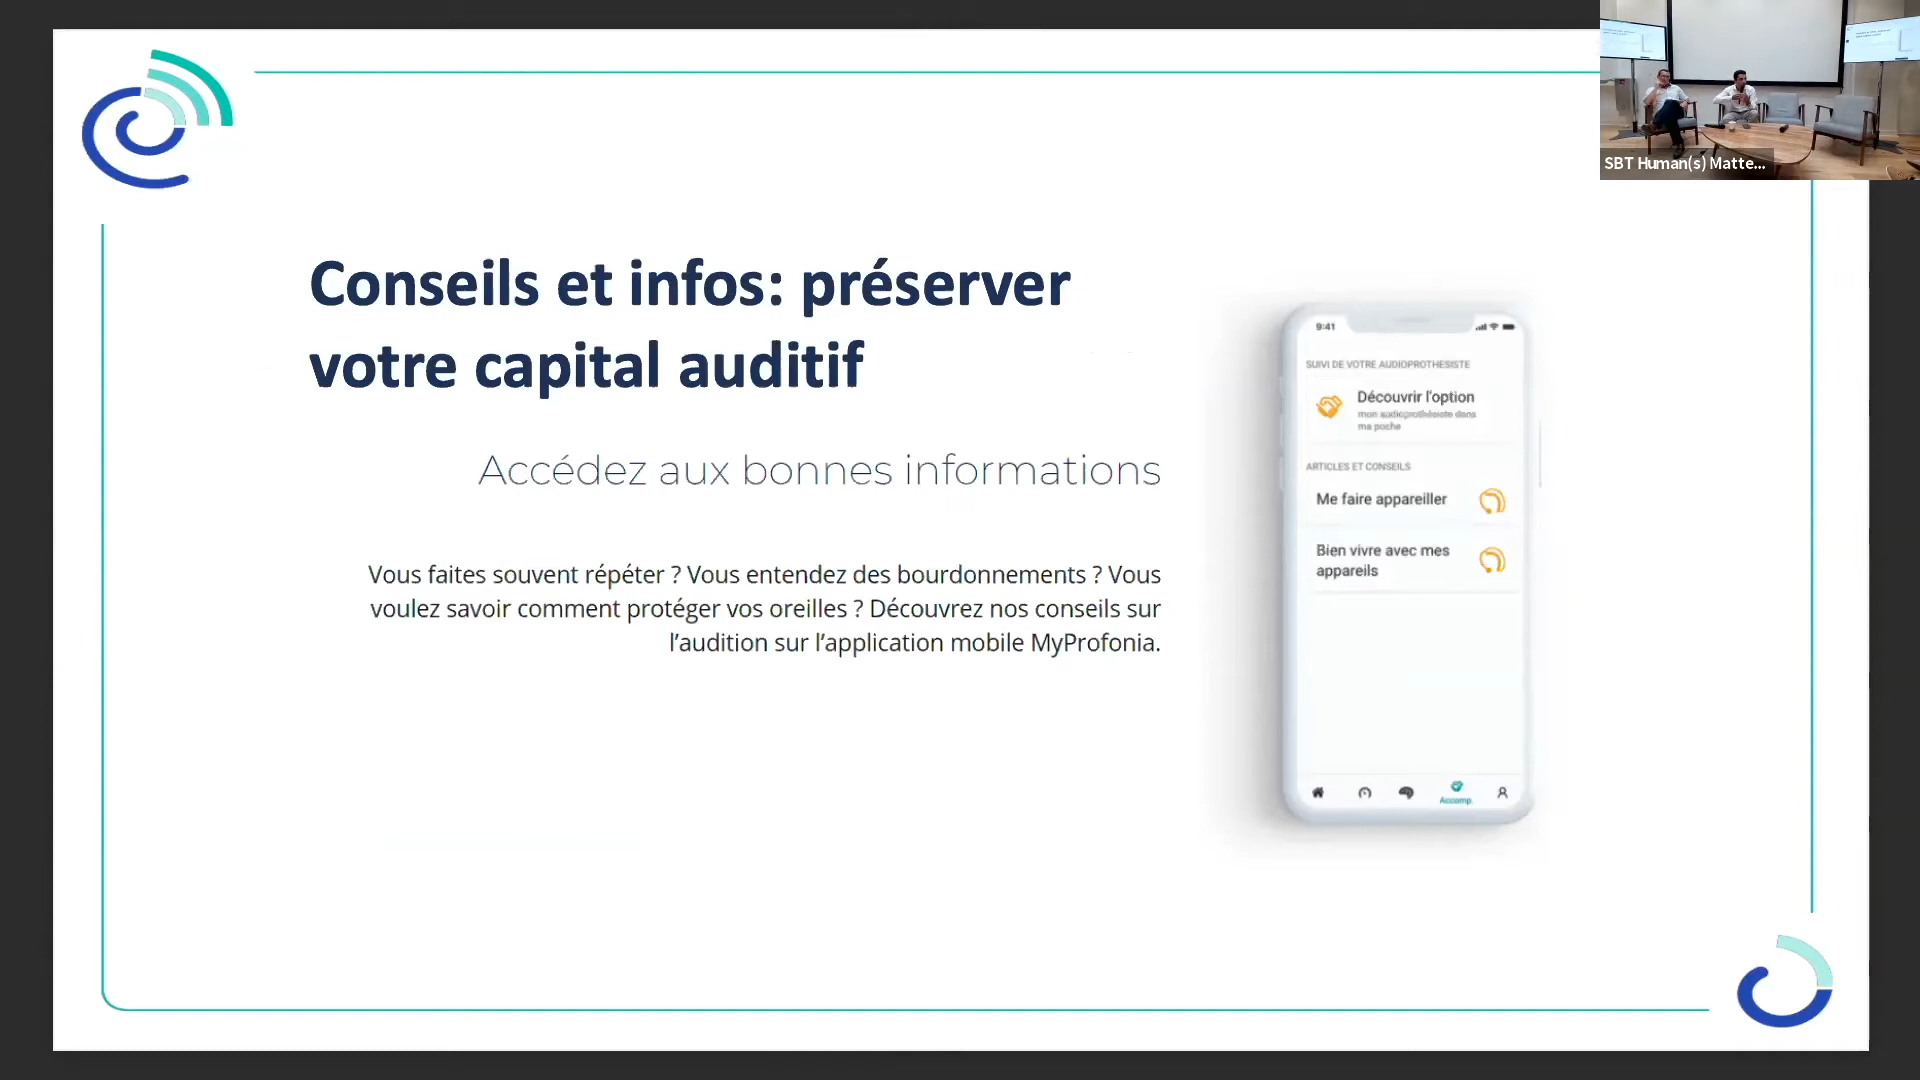 SBT Human(s) Matte...
Conseils et infos: préserver
votre capital auditif
Accédez aux bonnes informations
Vous faites souvent répéter ? Vous entendez des bourdonnements ? Vous
voulez savoir comment protéger vos oreilles ? Découvrez nos conseils sur
l’audition sur l’application mobile MyProfonia.
9:41
SUIVI DE VOTRE AUDIOPROTHESISTE
Découvrir l'option
mon audioprothésiste dans
ma poche
ARTICLES ET CONSEILS
Me faire appareiller
Bien vivre avec mes
appareils
Accomp.